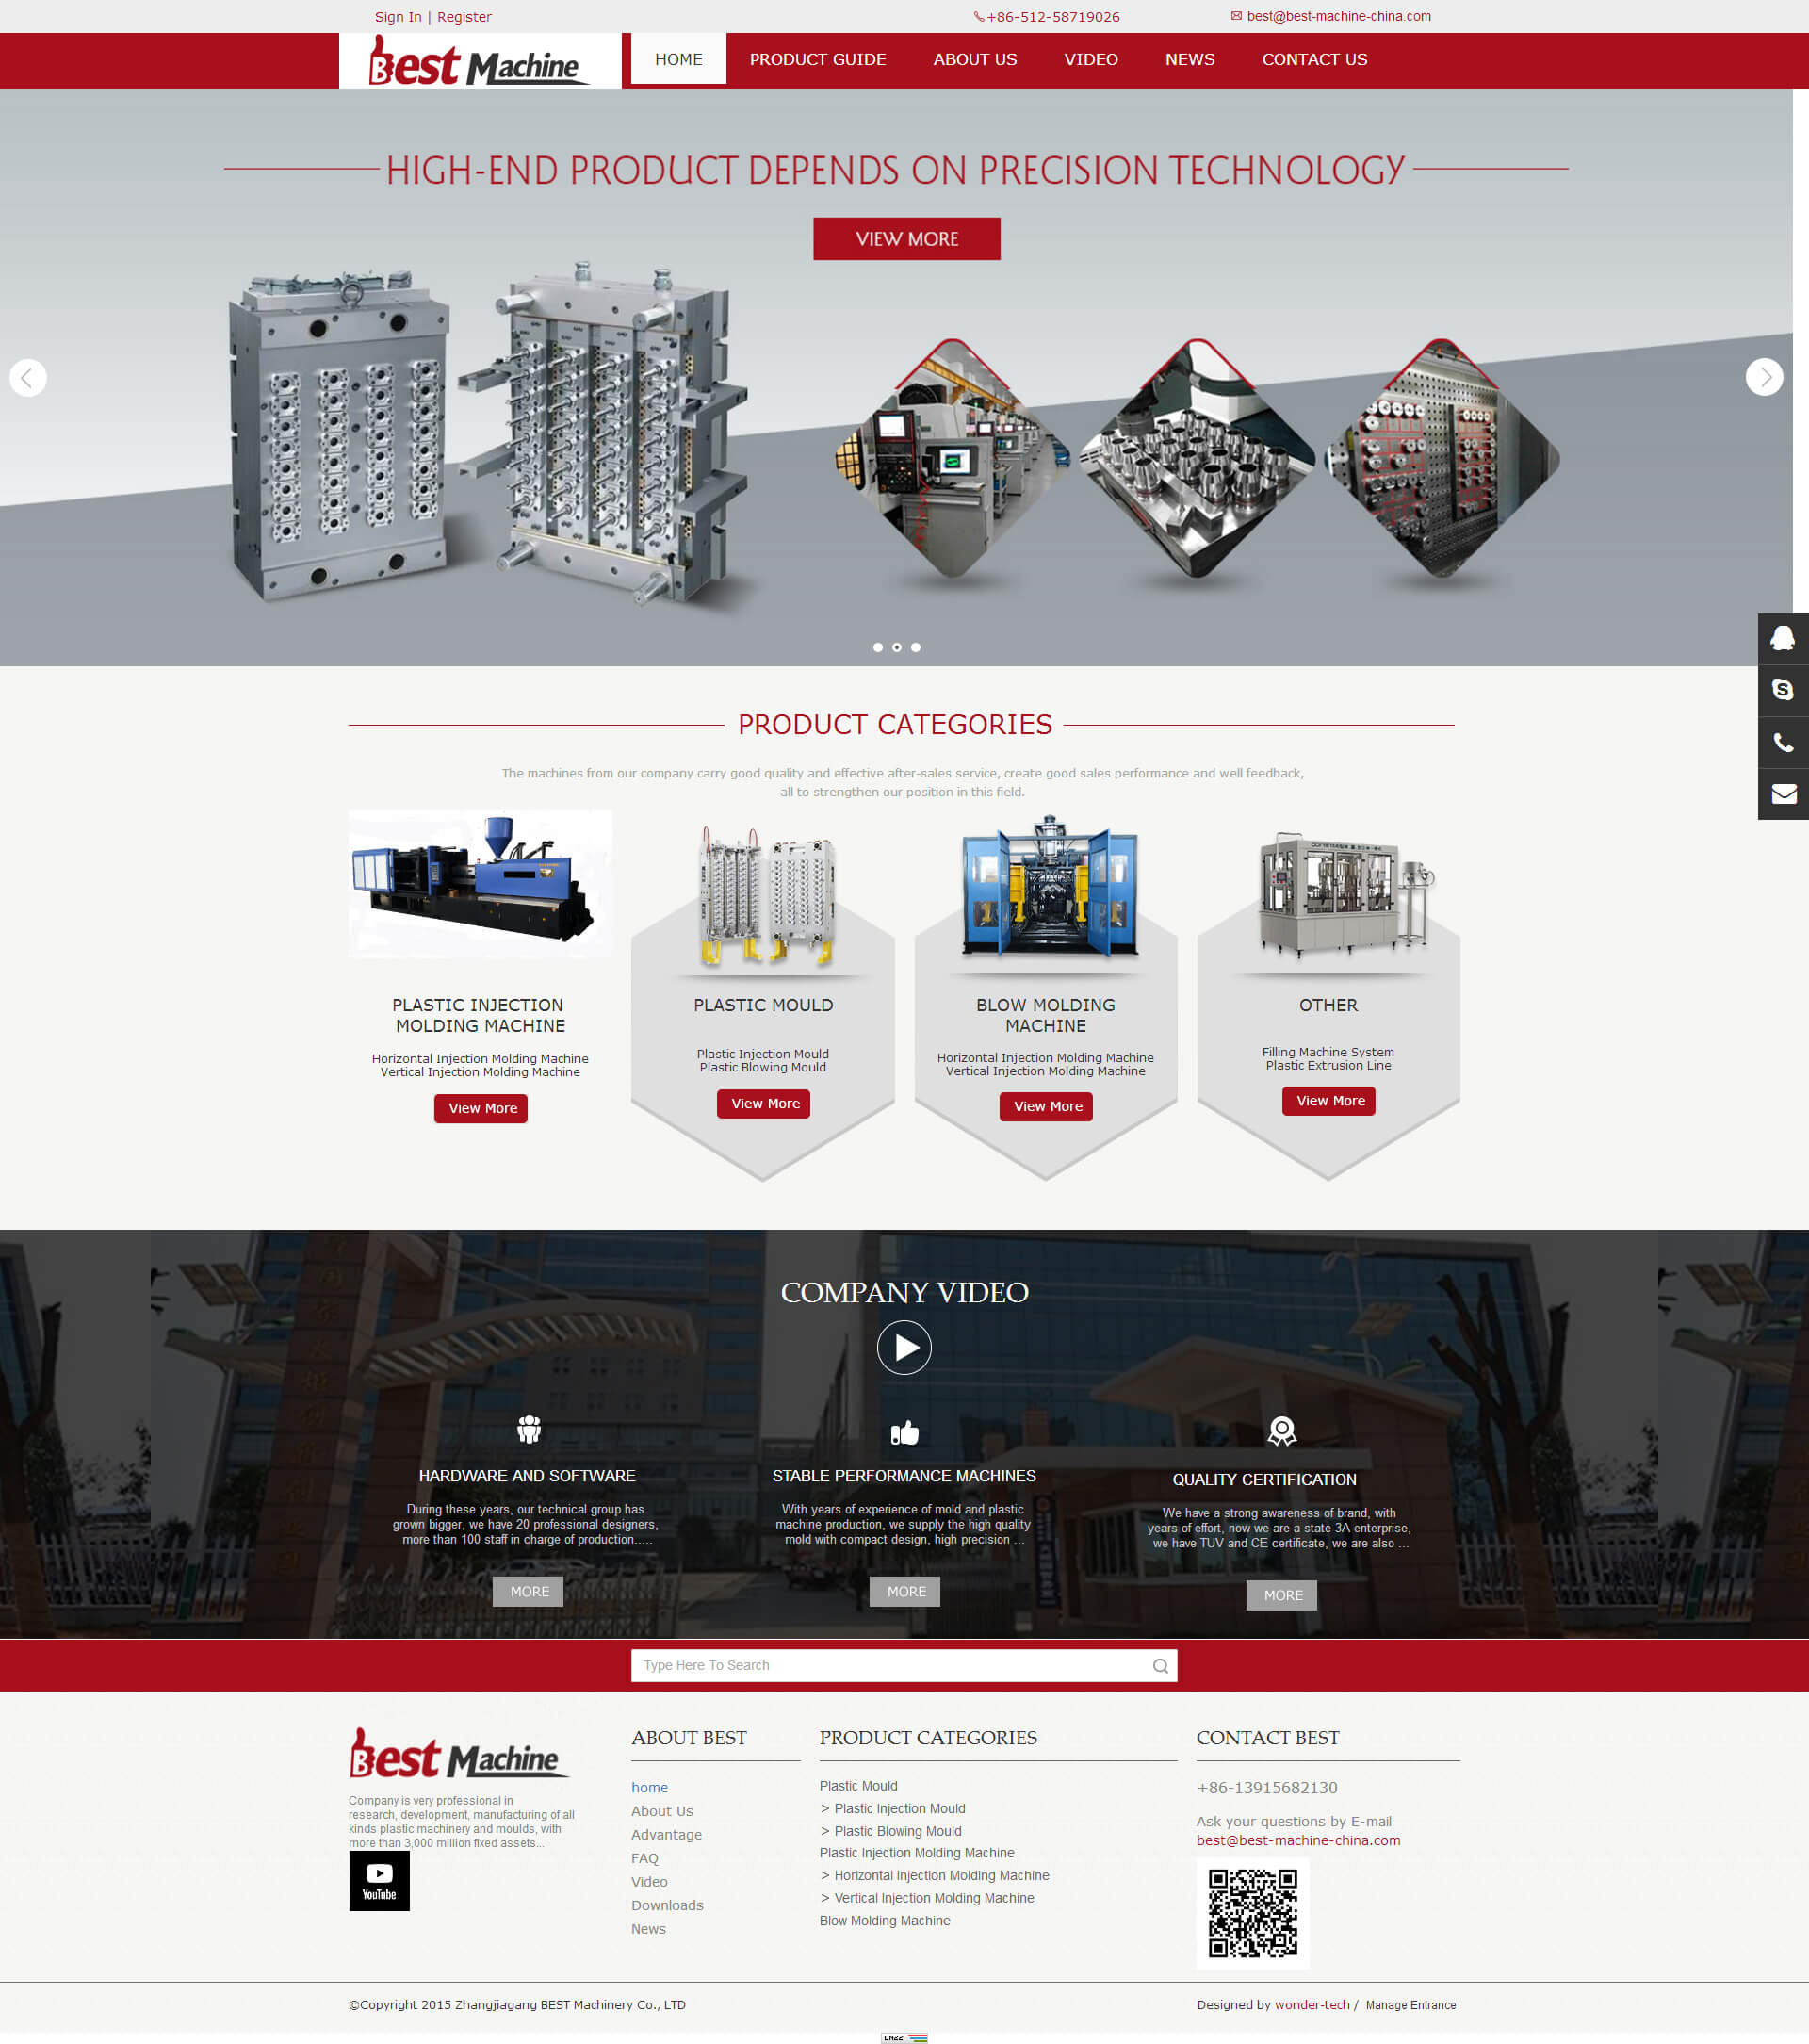 Sign In | Register
+86-512-58719026
best@best-machine-china.com
Best Machine
HOME
PRODUCT GUIDE
ABOUT US
VIDEO
NEWS
CONTACT US
HIGH-END PRODUCT DEPENDS ON PRECISION TECHNOLOGY
VIEW MORE
PRODUCT CATEGORIES
The machines from our company carry good quality and effective after-sales service, create good sales performance and well feedback,
all to strengthen our position in this field.
PLASTIC INJECTION
MOLDING MACHINE
Horizontal Injection Molding Machine
Vertical Injection Molding Machine
View More
PLASTIC MOULD
Plastic Injection Mould
Plastic Blowing Mould
View More
BLOW MOLDING
MACHINE
Horizontal Injection Molding Machine
Vertical Injection Molding Machine
View More
OTHER
Filling Machine System
Plastic Extrusion Line
View More
COMPANY VIDEO
HARDWARE AND SOFTWARE
During these years, our technical group has
grown bigger, we have 20 professional designers,
more than 100 staff in charge of production.....
MORE
STABLE PERFORMANCE MACHINES
With years of experience of mold and plastic
machine production, we supply the high quality
mold with compact design, high precision ...
MORE
QUALITY CERTIFICATION
We have a strong awareness of brand, with
years of effort, now we are a state 3A enterprise,
we have TUV and CE certificate, we are also ...
MORE
Type Here To Search
Best Machine
Company is very professional in
research, development, manufacturing of all
kinds plastic machinery and moulds, with
more than 3,000 million fixed assets...
YouTube
ABOUT BEST
home
About Us
Advantage
FAQ
Video
Downloads
News
PRODUCT CATEGORIES
Plastic Mould
> Plastic Injection Mould
> Plastic Blowing Mould
Plastic Injection Molding Machine
> Horizontal Injection Molding Machine
> Vertical Injection Molding Machine
Blow Molding Machine
CONTACT BEST
+86-13915682130
Ask your questions by E-mail
best@best-machine-china.com
©Copyright 2015 Zhangjiagang BEST Machinery Co., LTD
Designed by wonder-tech / Manage Entrance
CNZZ